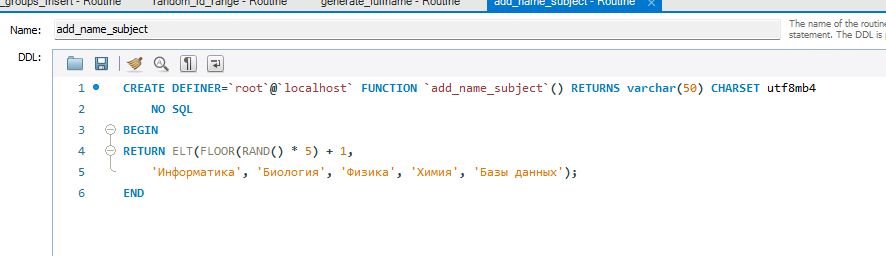 _groups_insert - Routine random_fd_range - Routine generate_fullname - Routine add_name_subject - Routine ×
Name: add_name_subject The name of the routine
statement. The DDL is
DDL:
1 CREATE DEFINER=`root`@`localhost` FUNCTION `add_name_subject`() RETURNS varchar(50) CHARSET utf8mb4
2 NO SQL
3 BEGIN
4 RETURN ELT(FLOOR(RAND() * 5) + 1,
5 'Информатика', 'Биология', 'Физика', 'Химия', 'Базы данных');
6 END